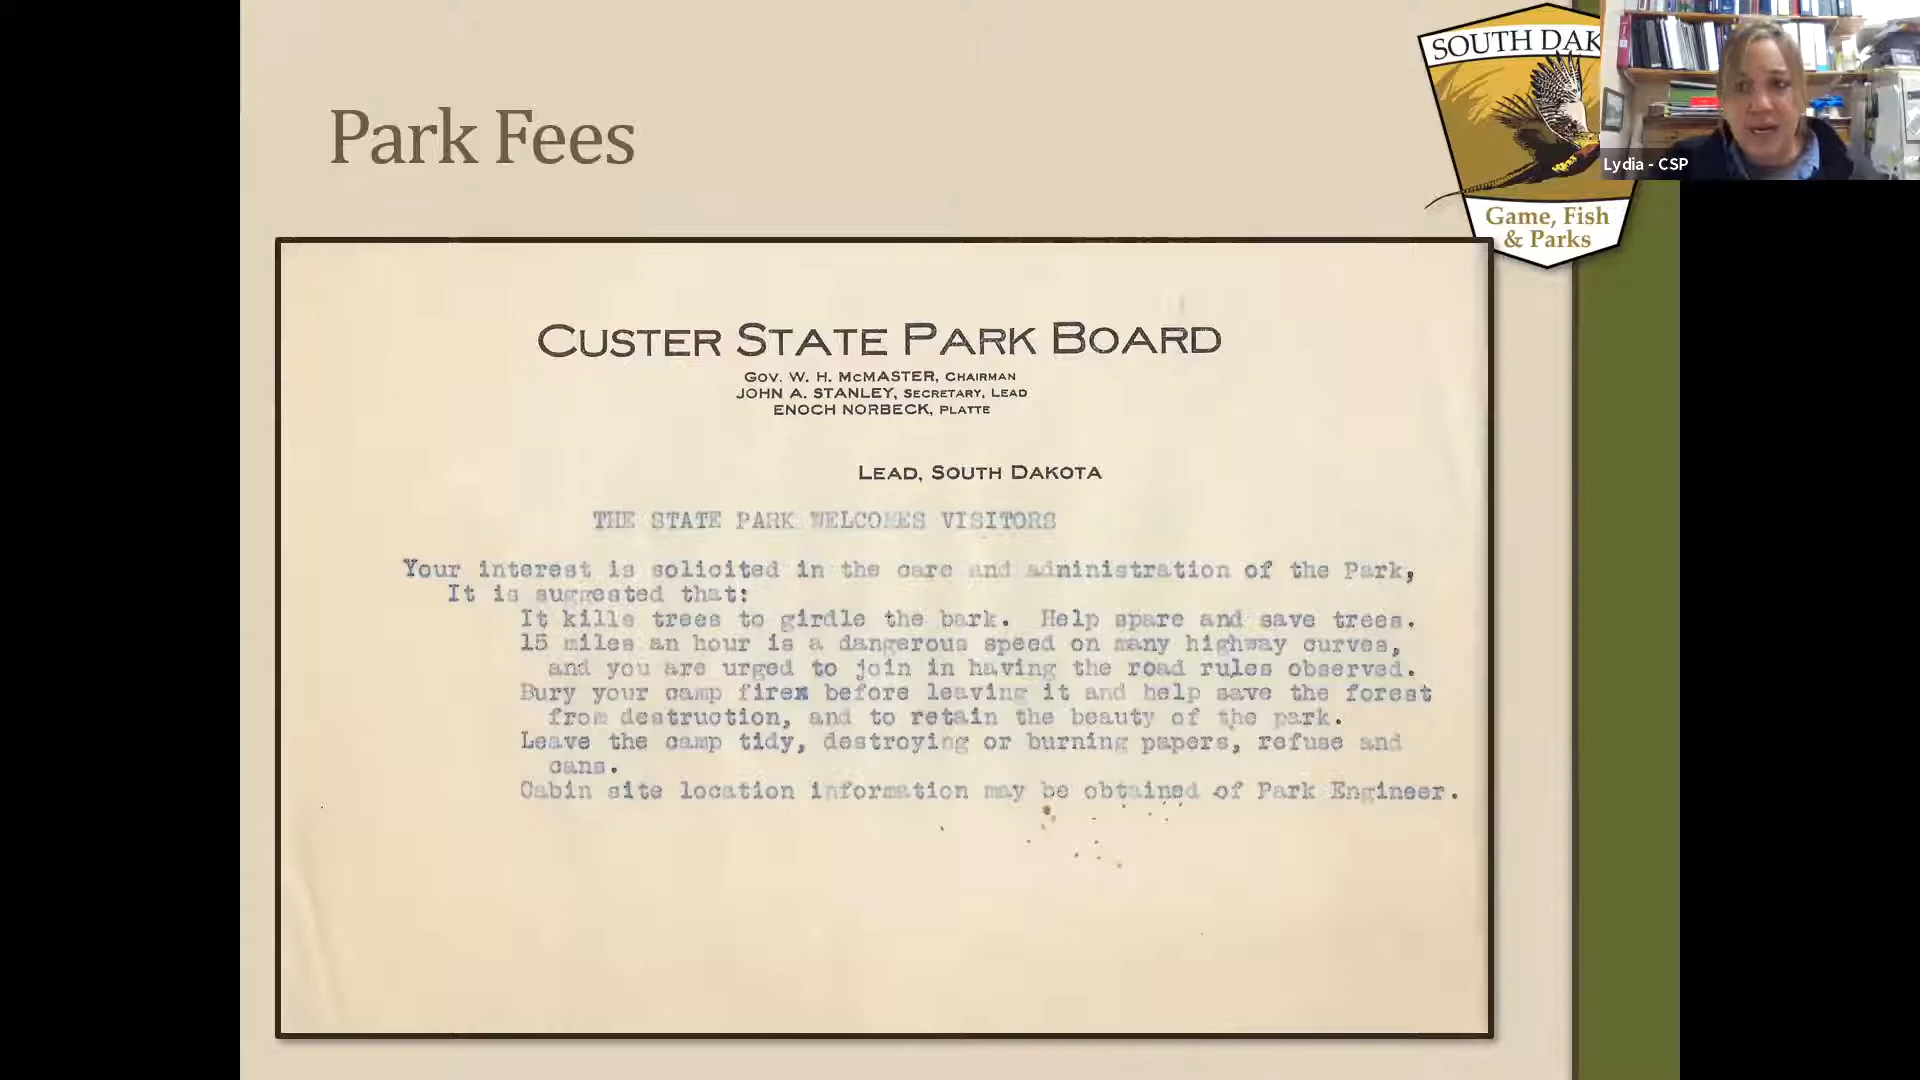 Park Fees
SOUTH DAK
Game, Fish
& Parks
Lydia - CSP
CUSTER STATE PARK BOARD
GOV. W. H. McMASTER, CHAIRMAN
JOHN A. STANLEY, SECRETARY, LEAD
ENOCH NORBECK, PLATTE
LEAD, SOUTH DAKOTA
THE STATE PARK WELCOMES VISITORS
Your interest is solicited in the care and administration of the Park,
It is suggested that:
It kills trees to girdle the bark. Help spare and save trees.
15 miles an hour is a dangerous speed on many highway curves,
and you are urged to join in having the road rules observed.
Bury your camp firex before leaving it and help save the forest
from destruction, and to retain the beauty of the park.
Leave the camp tidy, destroying or burning papers, refuse and
cans.
Cabin site location information may be obtained of Park Engineer.